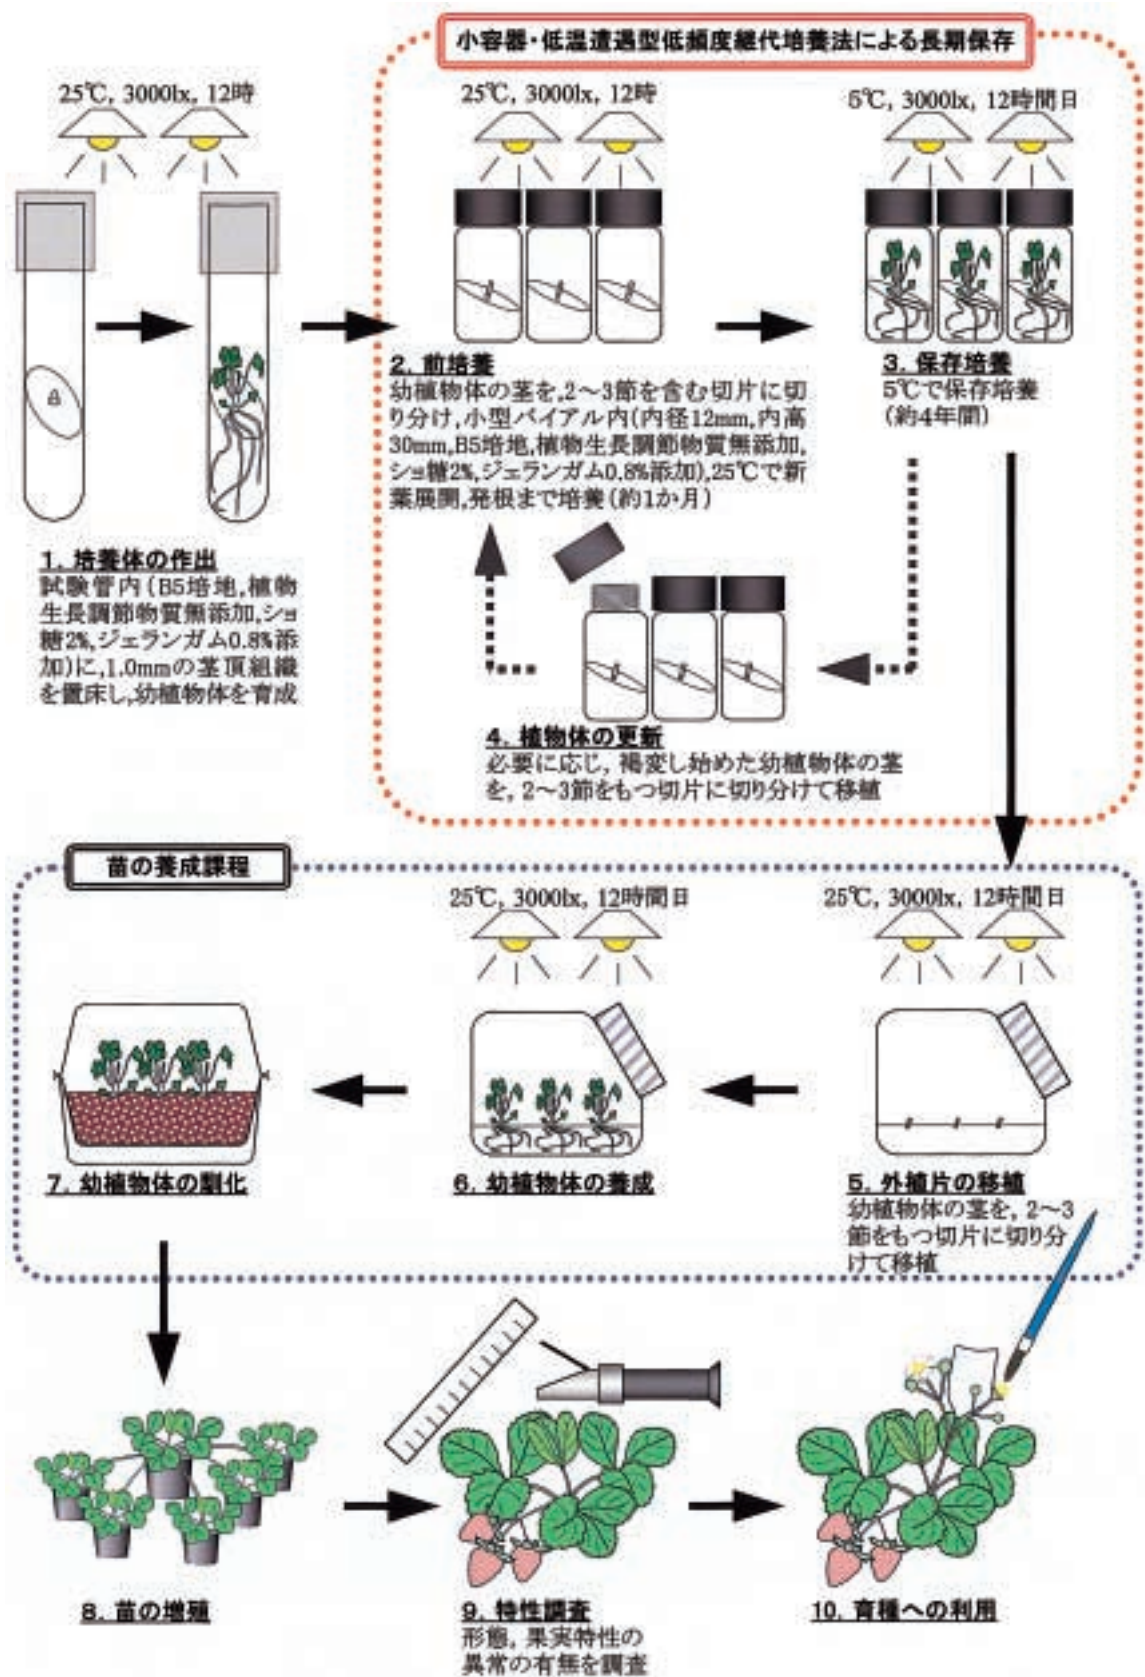 小容器・低温遭遇型低頻度継代培養法による長期保存
25℃, 3000lx, 12時
25℃, 3000lx, 12時
5℃, 3000lx, 12時間日
1. 培養体の作出
試験管内(B5培地,植物
生長調節物質無添加,ショ
糖2%,ジェランガム0.8%添
加)に,1.0mmの茎頂組織
を置床し,幼植物体を育成
2. 前培養
幼植物体の茎を,2～3節を含む切片に切
り分け,小型バイアル内(内径12mm,内高
30mm,B5培地,植物生長調節物質無添加,
ショ糖2%,ジェランガム0.8%添加),25℃で新
葉展開,発根まで培養(約1か月)
3. 保存培養
5℃で保存培養
(約4年間)
4. 植物体の更新
必要に応じ, 褐変し始めた幼植物体の茎
を, 2～3節をもつ切片に切り分けて移植
苗の養成課程
25℃, 3000lx, 12時間日
25℃, 3000lx, 12時間日
5. 外植片の移植
幼植物体の茎を, 2～3
節をもつ切片に切り分
けて移植
6. 幼植物体の養成
7. 幼植物体の馴化
8. 苗の増殖
9. 特性調査
形態, 果実特性の
異常の有無を調査
10. 育種への利用